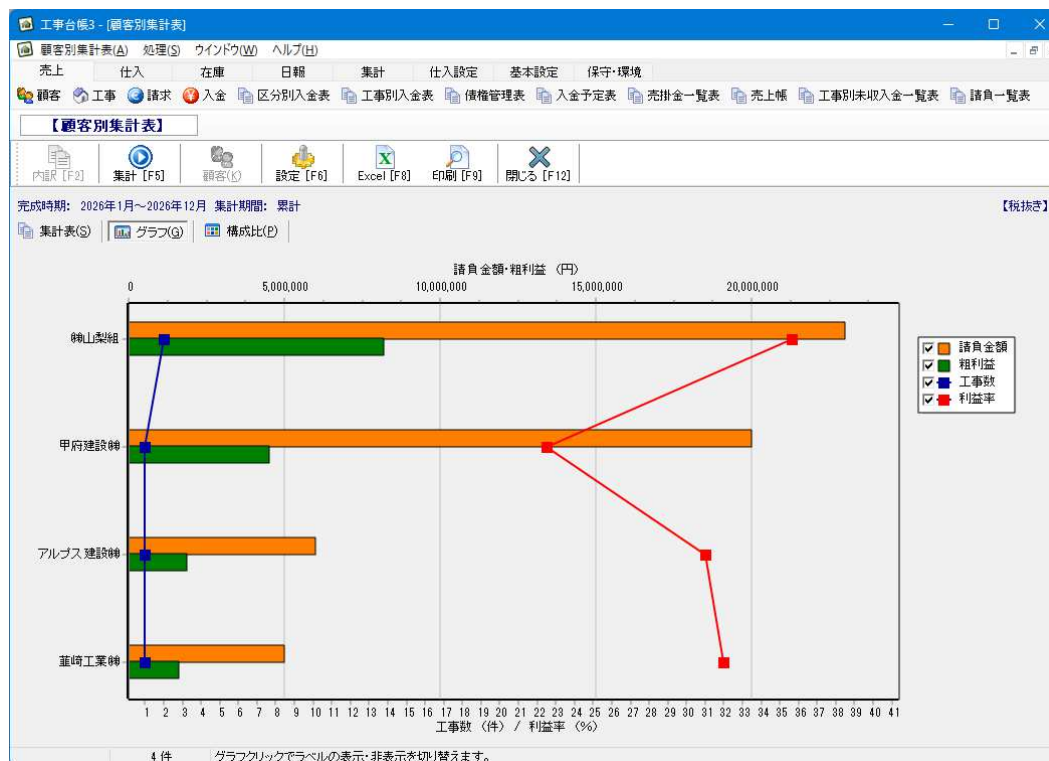 工事台帳3 - [顧客別集計表]
顧客別集計表(A) 処理(S) ウインドウ(W) ヘルプ(H)
売上 仕入 在庫 日報 集計 仕入設定 基本設定 保守・環境
顧客 工事 請求 入金 区分別入金表 工事別入金表 債権管理表 入金予定表 売掛金一覧表 売上帳 工事別未収入金一覧表 請負一覧表
【顧客別集計表】
内訳 [F2] 集計 [F5] 顧客(K) 設定 [F6] Excel [F8] 印刷 [F9] 閉じる [F12]
完成時期: 2026年1月～2026年12月 集計期間: 累計 【税抜き】
集計表(S) グラフ(G) 構成比(P)
請負金額・粗利益 (円)
0 5,000,000 10,000,000 15,000,000 20,000,000
㈱山梨組
甲府建設㈱
アルプス建設㈱
韮崎工業㈱
請負金額
粗利益
工事数
利益率
1 2 3 4 5 6 7 8 9 10 11 12 13 14 15 16 17 18 19 20 21 22 23 24 25 26 27 28 29 30 31 32 33 34 35 36 37 38 39 40 41
工事数 (件) / 利益率 (%)
4 件 グラフクリックでラベルの表示・非表示を切り替えます。